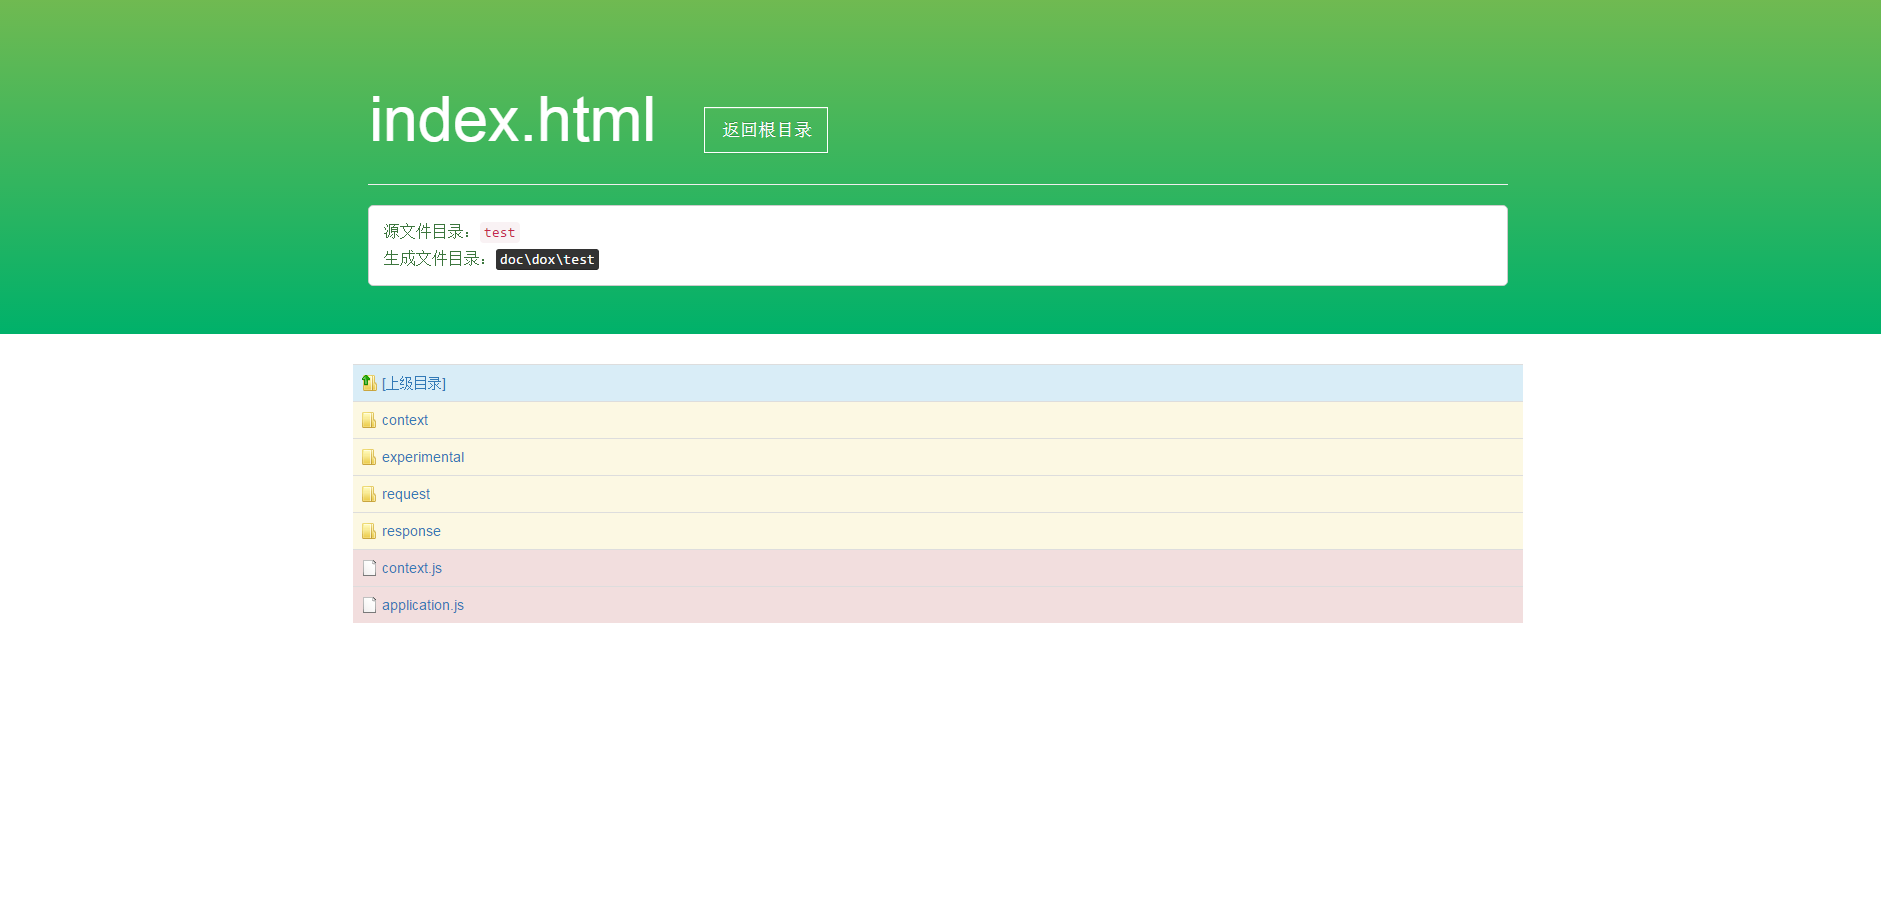 index.html 返回根目录
源文件目录：test
生成文件目录：doc\dox\test
[上级目录]
context
experimental
request
response
context.js
application.js